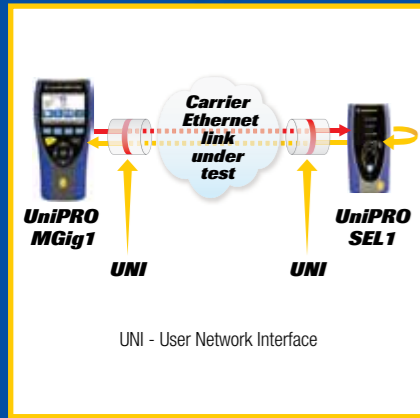 Carrier
Ethernet
link
under
test
UniPRO
MGig1
UniPRO
SEL1
UNI
UNI
UNI - User Network Interface